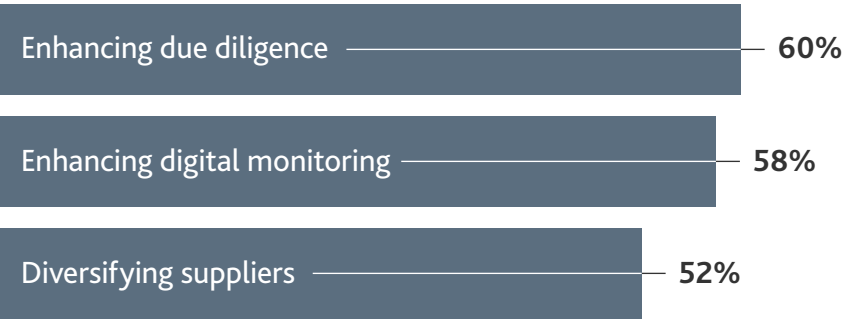 Enhancing due diligence 60%
Enhancing digital monitoring 58%
Diversifying suppliers 52%